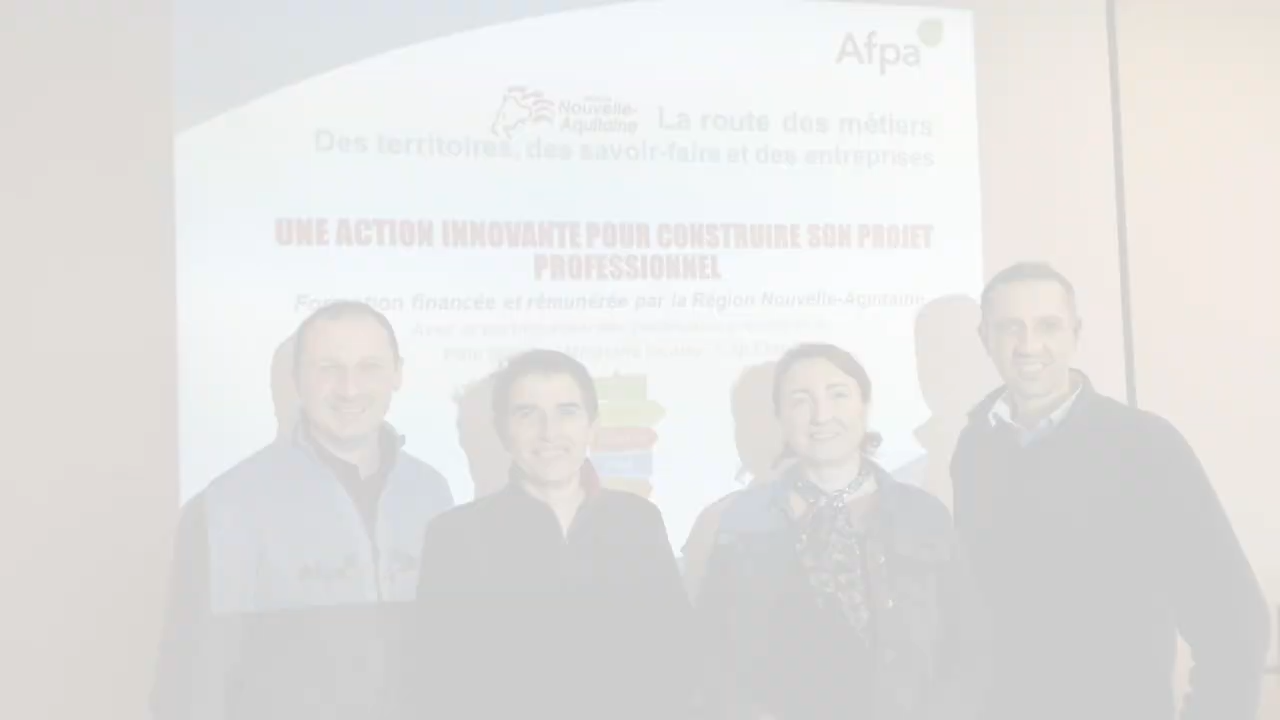 Afpa
Nouvelle-
Aquitaine
La route des métiers
Des territoires, des savoir-faire et des entreprises
UNE ACTION INNOVANTE POUR CONSTRUIRE SON PROJET
PROFESSIONNEL
Formation financée et rémunérée par la Région Nouvelle-Aquitaine